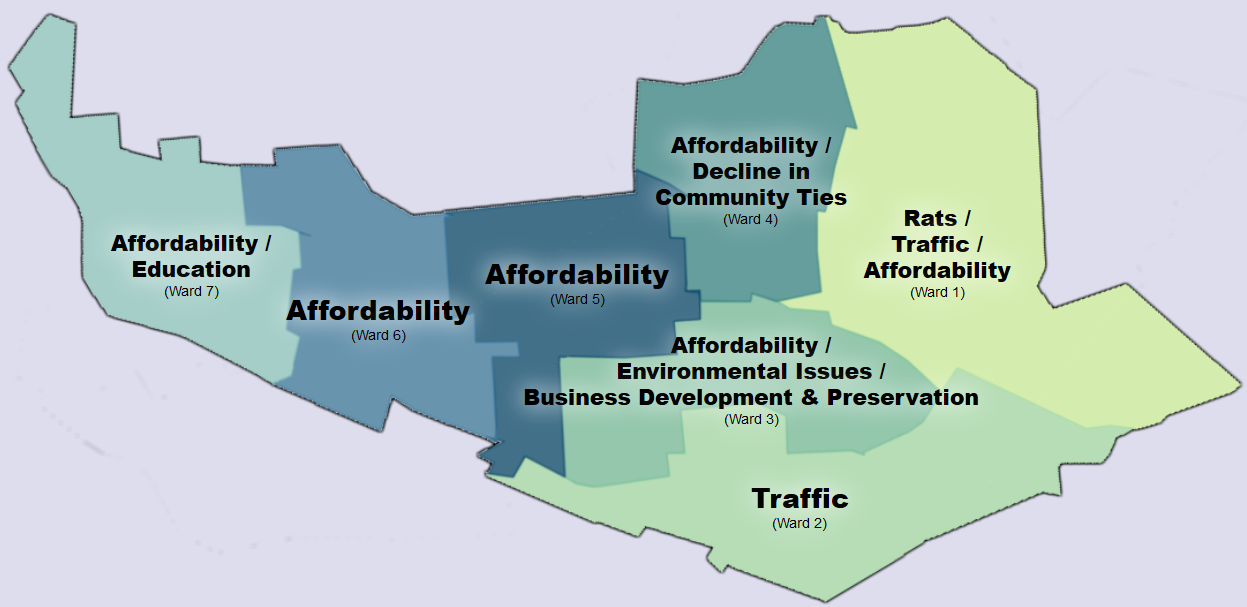 Affordability /
Decline in
Community Ties
(Ward 4)
Rats /
Traffic /
Affordability
(Ward 1)
Affordability /
Education
(Ward 7)
Affordability
(Ward 6)
Affordability
(Ward 5)
Affordability /
Environmental Issues /
Business Development & Preservation
(Ward 3)
Traffic
(Ward 2)